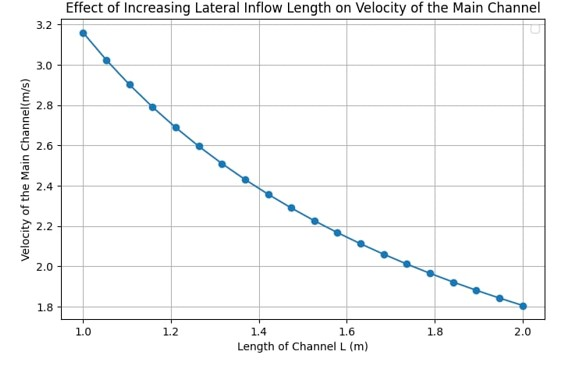 Effect of Increasing Lateral Inflow Length on Velocity of the Main Channel
3.2
3.0
2.8
2.6
2.4
2.2
2.0
1.8
Velocity of the Main Channel(m/s)
1.0 1.2 1.4 1.6 1.8 2.0
Length of Channel L (m)